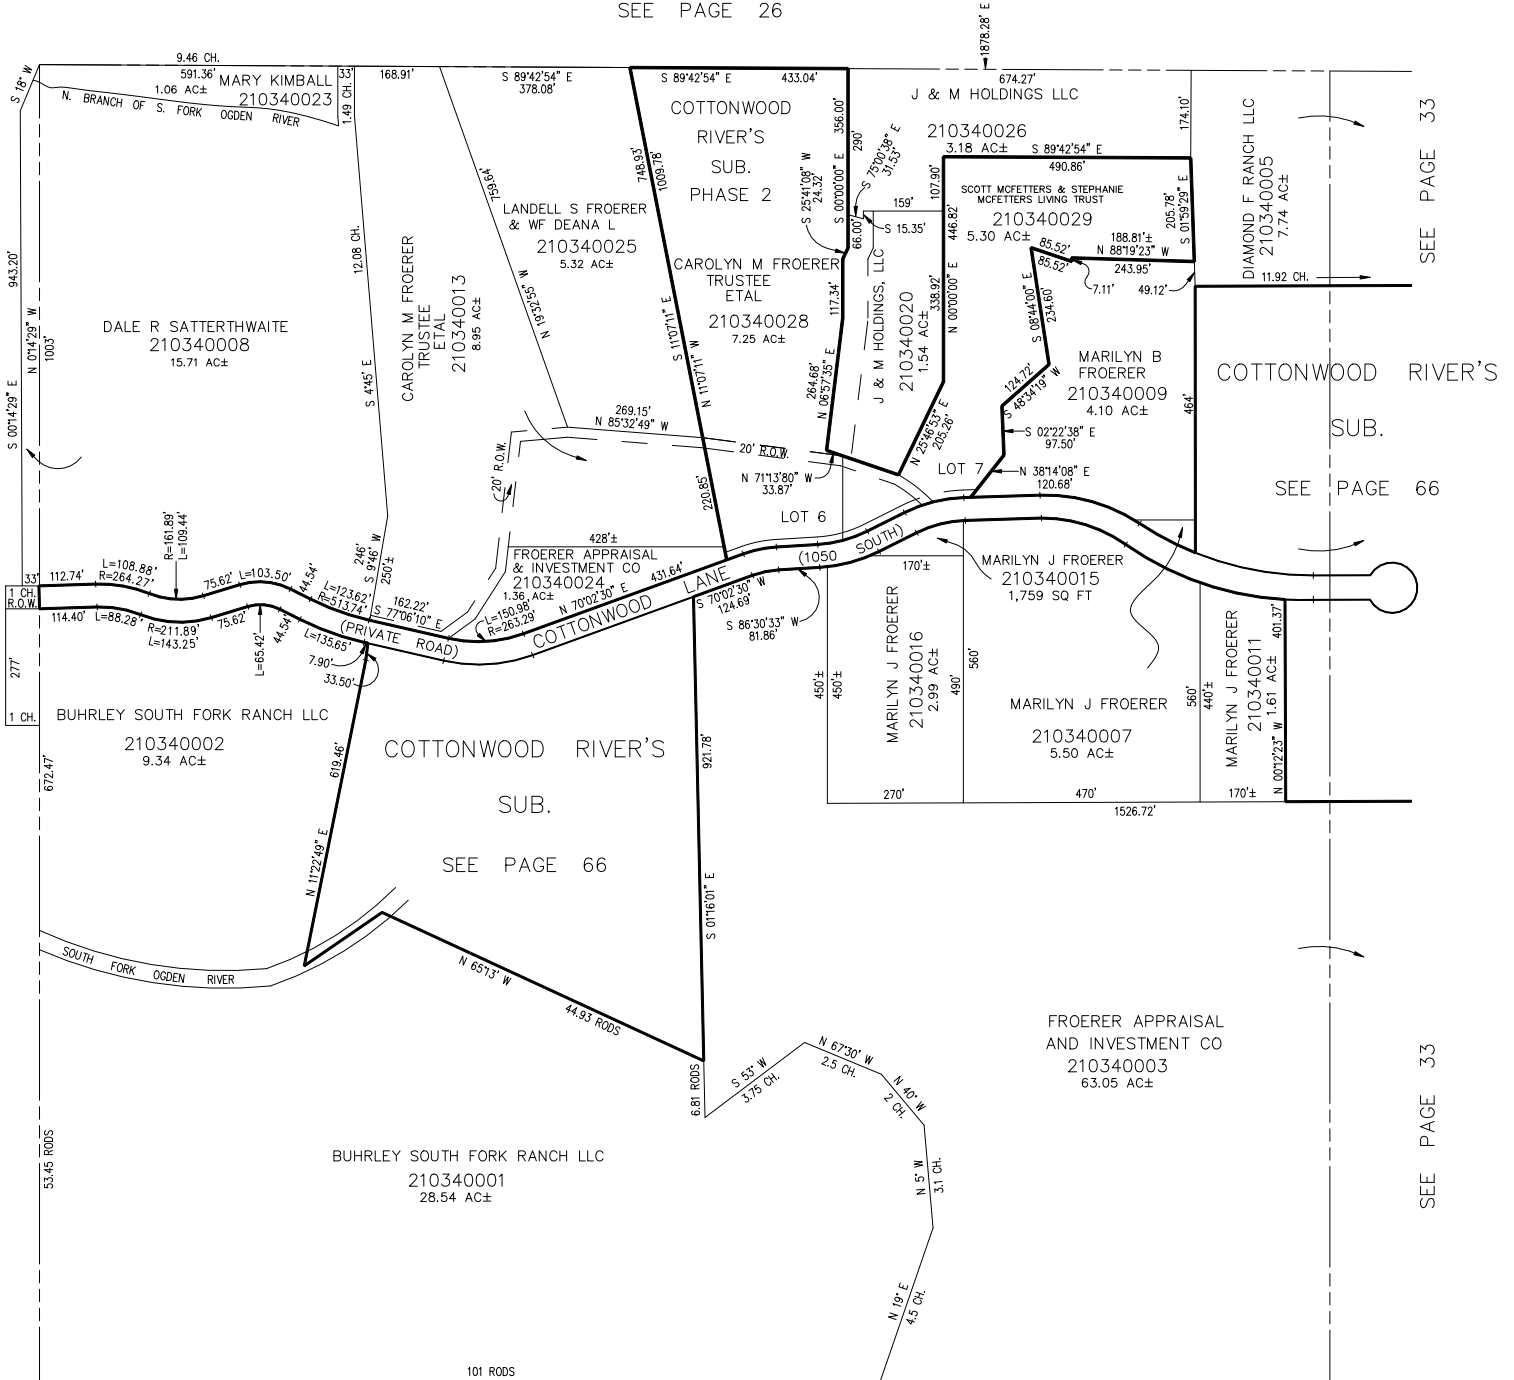 SEE PAGE 26
1878.28' E
9.46 CH.
591.36'
1.06 AC±
MARY KIMBALL
210340023
33'
1.49 CH.
168.91'
S 89°42'54" E
378.08'
S 89°42'54" E
433.04'
674.27'
S 18° W
N. BRANCH OF S. FORK OGDEN RIVER
J & M HOLDINGS LLC
210340026
3.18 AC±
S 89°42'54" E
490.86'
174.10'
DIAMOND F RANCH LLC
210340005
7.74 AC±
11.92 CH.
SEE PAGE 33
COTTONWOOD
RIVER'S
SUB.
PHASE 2
356.00'
290'
S 00°00'00" E
S 75°00'38" E
31.53'
S 25°41'08" W
24.32'
159'
66.00'
S 15.35'
107.90'
446.82'
338.92'
N 00°00'00" E
SCOTT MCFETTERS & STEPHANIE
MCFETTERS LIVING TRUST
210340029
5.30 AC±
205.78'
S 01°59'29" E
188.81'±
N 88°19'23" W
243.95'
85.52'
85.52'
7.11'
49.12'
S 08°44'00" E
234.60'
943.20'
N 0°14'29" W
1003'
S 00°14'29" E
DALE R SATTERTHWAITE
210340008
15.71 AC±
12.08 CH.
S 4°45' E
CAROLYN M FROERER
TRUSTEE
ETAL
210340013
8.95 AC±
759.64'
N 19°32'55" W
LANDELL S FROERER
& WF DEANA L
210340025
5.32 AC±
748.93'
1009.78'
S 11°07'11" E
N 11°07'11" W
CAROLYN M FROERER
TRUSTEE
ETAL
210340028
7.25 AC±
117.34'
264.68'
N 06°57'35" E
J & M HOLDINGS, LLC
210340020
1.54 AC±
N 25°46'53" E
205.26'
MARILYN B
FROERER
210340009
4.10 AC±
124.72'
S 48°34'19" W
464'
S 02°22'38" E
97.50'
N 38°14'08" E
120.68'
LOT 7
COTTONWOOD RIVER'S
SUB.
SEE PAGE 66
269.15'
N 85°32'49" W
20' R.O.W.
20' R.O.W.
N 71°13'80" W
33.87'
220.85'
LOT 6
428'±
FROERER APPRAISAL
& INVESTMENT CO
210340024
1.36 AC±
N 70°02'30" E
431.64'
L=150.98'
R=263.29'
COTTONWOOD LANE
(1050 SOUTH)
S 70°02'30" W
124.69'
S 86°30'33" W
81.86'
170'±
MARILYN J FROERER
210340015
1,759 SQ FT
33'
1 CH.
R.O.W.
112.74'
L=108.88'
R=264.27'
R=161.89'
L=109.44'
75.62'
L=103.50'
44.54'
L=123.62'
R=513.74'
246'
S 9°46' W
250'±
162.22'
S 77°06'10" E
(PRIVATE ROAD)
114.40'
L=88.28'
R=211.89'
L=143.25'
75.62'
L=65.42'
44.54'
L=135.65'
7.90'
33.50'
277'
1 CH.
BUHRLEY SOUTH FORK RANCH LLC
210340002
9.34 AC±
672.47'
619.46'
N 11°22'49" E
COTTONWOOD RIVER'S
SUB.
SEE PAGE 66
921.78'
S 01°16'01" E
450'±
450'±
MARILYN J FROERER
210340016
2.99 AC±
490'
560'
MARILYN J FROERER
210340007
5.50 AC±
560'
440'±
MARILYN J FROERER
210340011
1.61 AC±
401.37'
N 00°12'23" W
270'
470'
170'±
1526.72'
SOUTH FORK OGDEN RIVER
N 65°13' W
44.93 RODS
6.81 RODS
S 53° W
3.75 CH.
N 67°30' W
2.5 CH.
N 40° W
2 CH.
N 5° W
3.1 CH.
N 19° E
4.5 CH.
FROERER APPRAISAL
AND INVESTMENT CO
210340003
63.05 AC±
SEE PAGE 33
53.45 RODS
BUHRLEY SOUTH FORK RANCH LLC
210340001
28.54 AC±
101 RODS